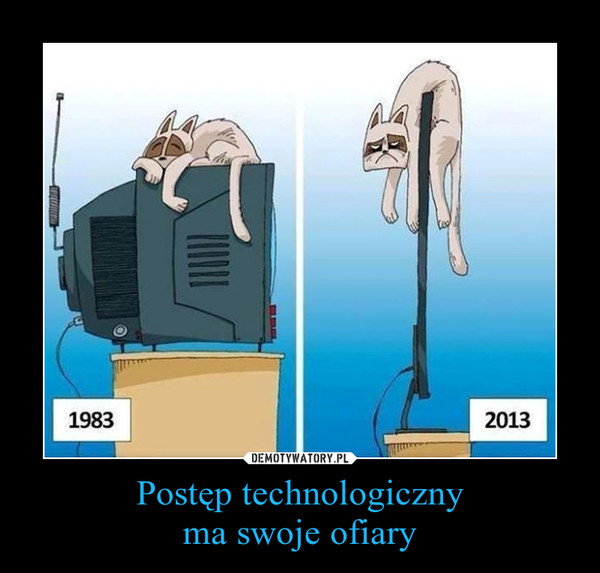 1983
2013
DEMOTYWATORY.PL
Postęp technologiczny
ma swoje ofiary